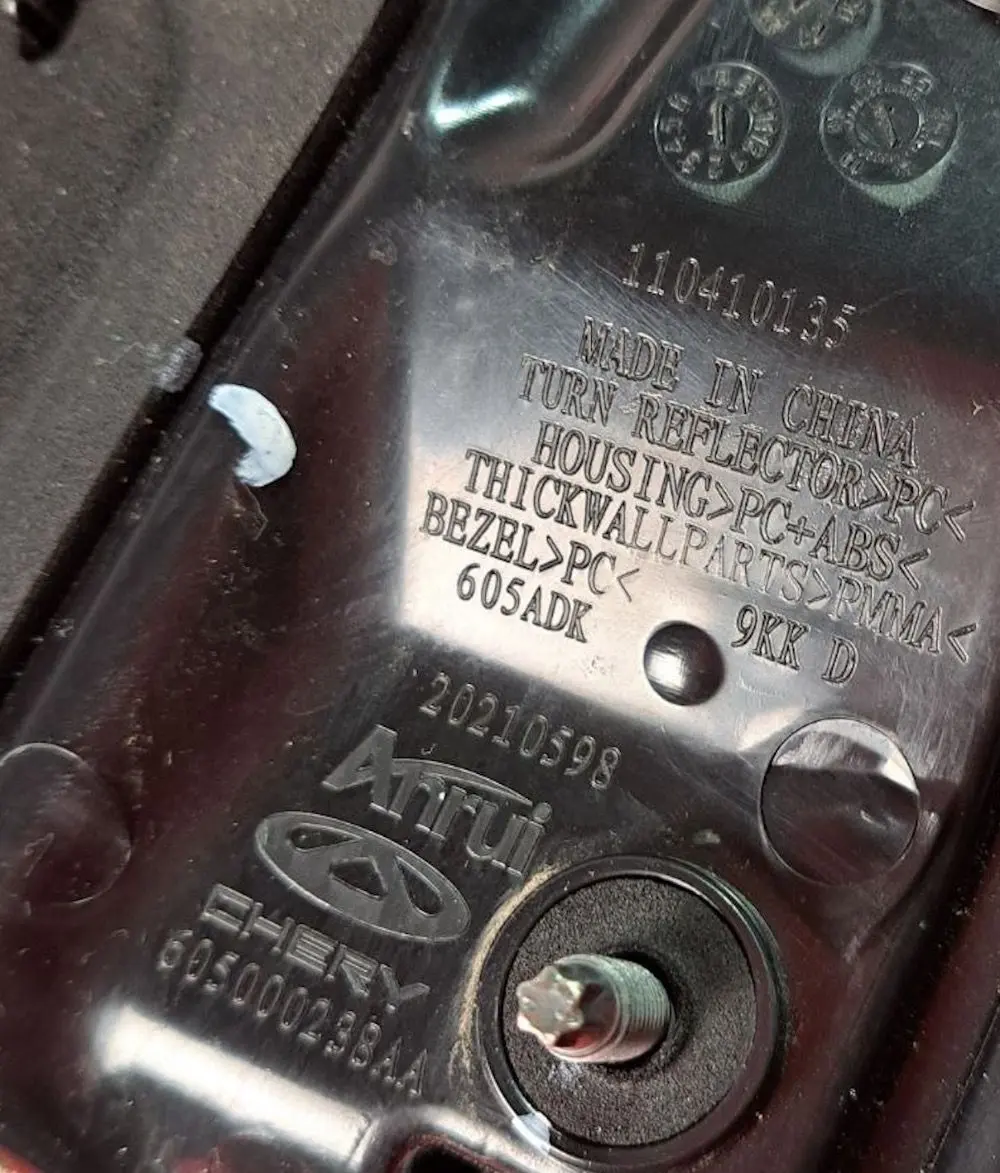 110410135
MADE IN CHINA
TURN REFLECTOR>PC<
HOUSING>PC+ABS<
THICKWALLPARTS>PMMA<
BEZEL>PC<
605ADK 9KK D
20210598
Anrui
CHERY
605000238AA